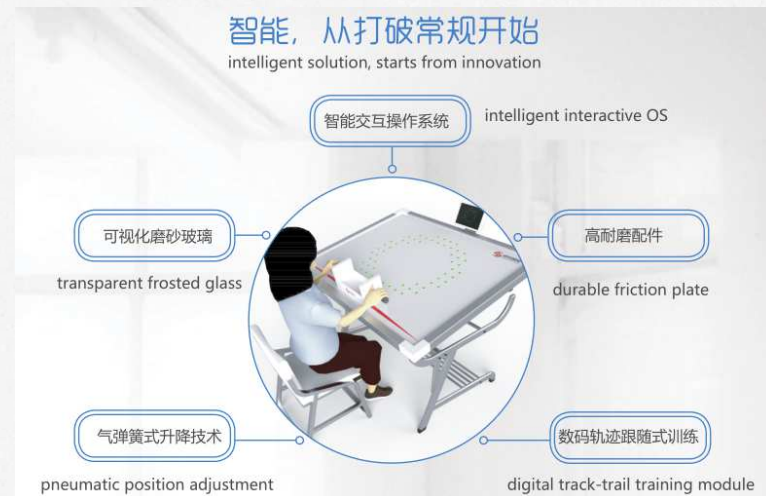 智能，从打破常规开始
intelligent solution, starts from innovation
智能交互操作系统
intelligent interactive OS
可视化磨砂玻璃
transparent frosted glass
高耐磨配件
durable friction plate
气弹簧式升降技术
pneumatic position adjustment
数码轨迹跟随式训练
digital track-trail training module